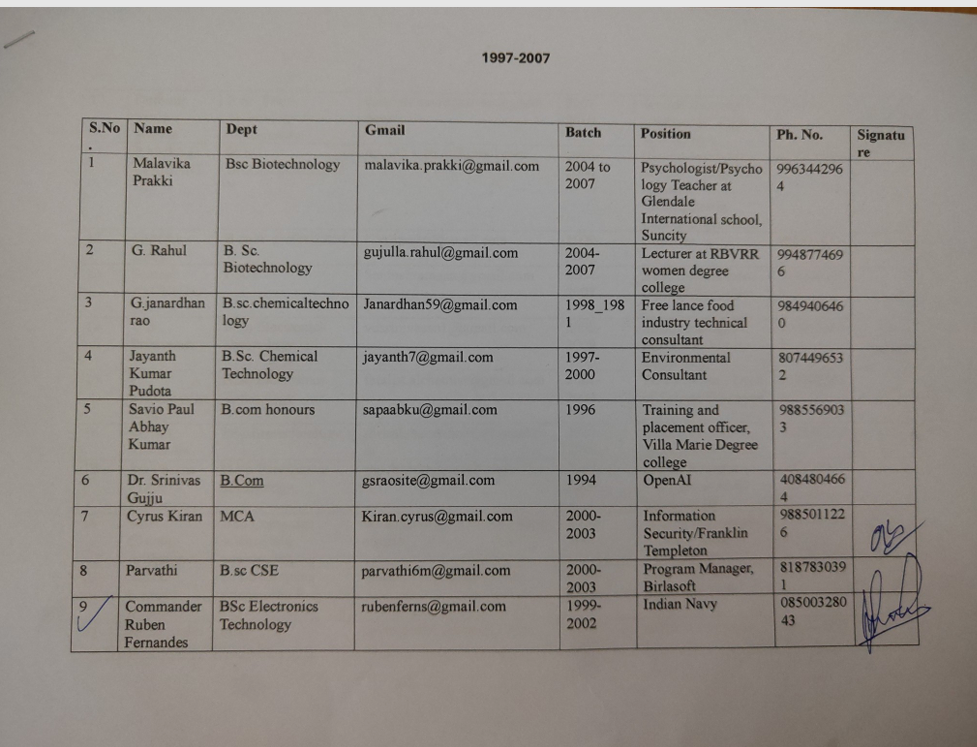 1997-2007
S.No. Name Dept Gmail Batch Position Ph. No. Signature
1 Malavika Prakki Bsc Biotechnology malavika.prakki@gmail.com 2004 to 2007 Psychologist/Psychology Teacher at Glendale International school, Suncity 9963442964
2 G. Rahul B. Sc. Biotechnology gujulla.rahul@gmail.com 2004-2007 Lecturer at RBVRR women degree college 9948774696
3 G.janardhan rao B.sc.chemicaltechnology Janardhan59@gmail.com 1998_1981 Free lance food industry technical consultant 9849406460
4 Jayanth Kumar Pudota B.Sc. Chemical Technology jayanth7@gmail.com 1997-2000 Environmental Consultant 8074496532
5 Savio Paul Abhay Kumar B.com honours sapaabku@gmail.com 1996 Training and placement officer, Villa Marie Degree college 9885569033
6 Dr. Srinivas Gujju B.Com gsraosite@gmail.com 1994 OpenAI 4084804664
7 Cyrus Kiran MCA Kiran.cyrus@gmail.com 2000-2003 Information Security/Franklin Templeton 9885011226
8 Parvathi B.sc CSE parvathi6m@gmail.com 2000-2003 Program Manager, Birlasoft 8187830391
9 Commander Ruben Fernandes BSc Electronics Technology rubenferns@gmail.com 1999-2002 Indian Navy 08500328043